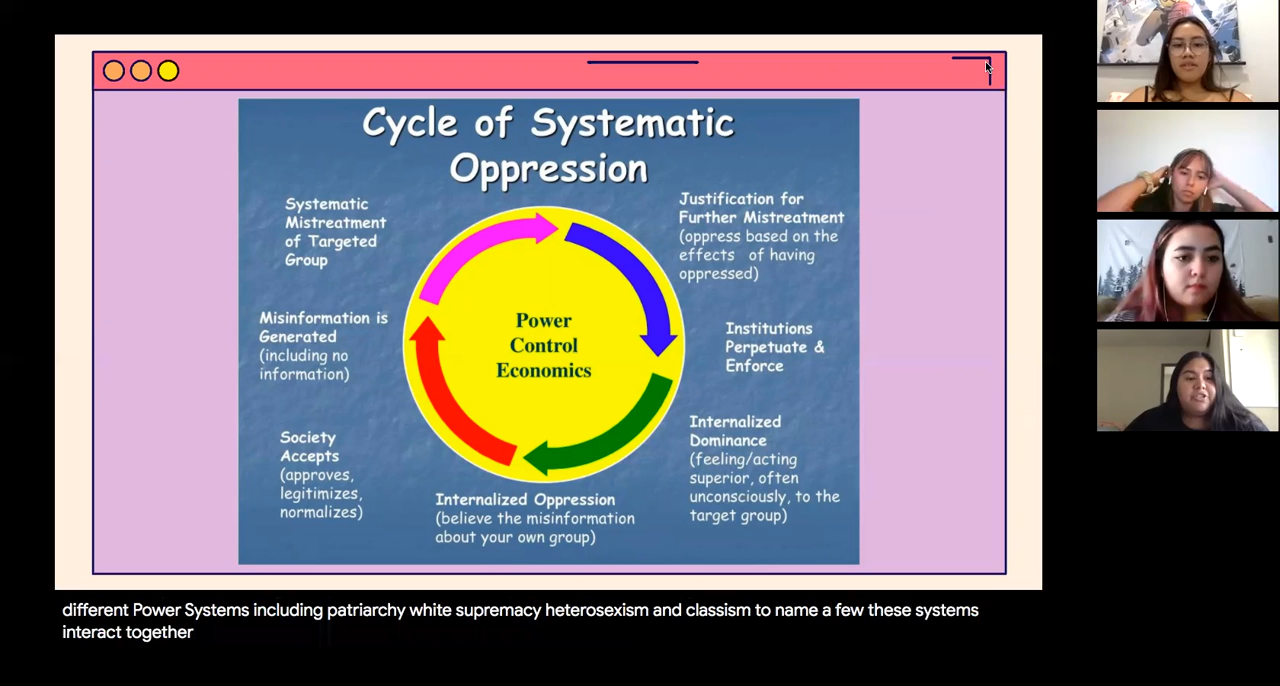 Cycle of Systematic
Oppression
Systematic
Mistreatment
of Targeted
Group
Justification for
Further Mistreatment
(oppress based on the
effects of having
oppressed)
Misinformation is
Generated
(including no
information)
Power
Control
Economics
Institutions
Perpetuate &
Enforce
Society
Accepts
(approves,
legitimizes,
normalizes)
Internalized
Dominance
(feeling/acting
superior, often
unconsciously, to the
target group)
Internalized Oppression
(believe the misinformation
about your own group)
different Power Systems including patriarchy white supremacy heterosexism and classism to name a few these systems
interact together